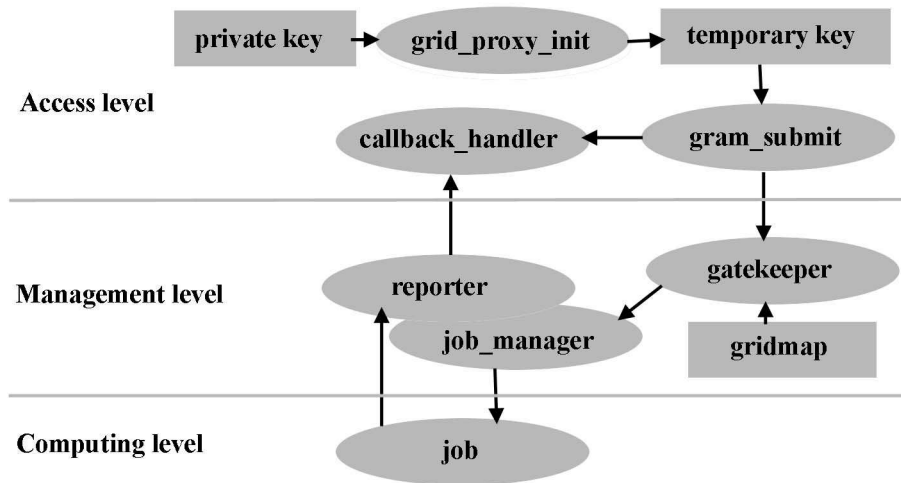 private key
grid_proxy_init
temporary key
Access level
callback_handler
gram_submit
Management level
reporter
gatekeeper
job_manager
gridmap
Computing level
job